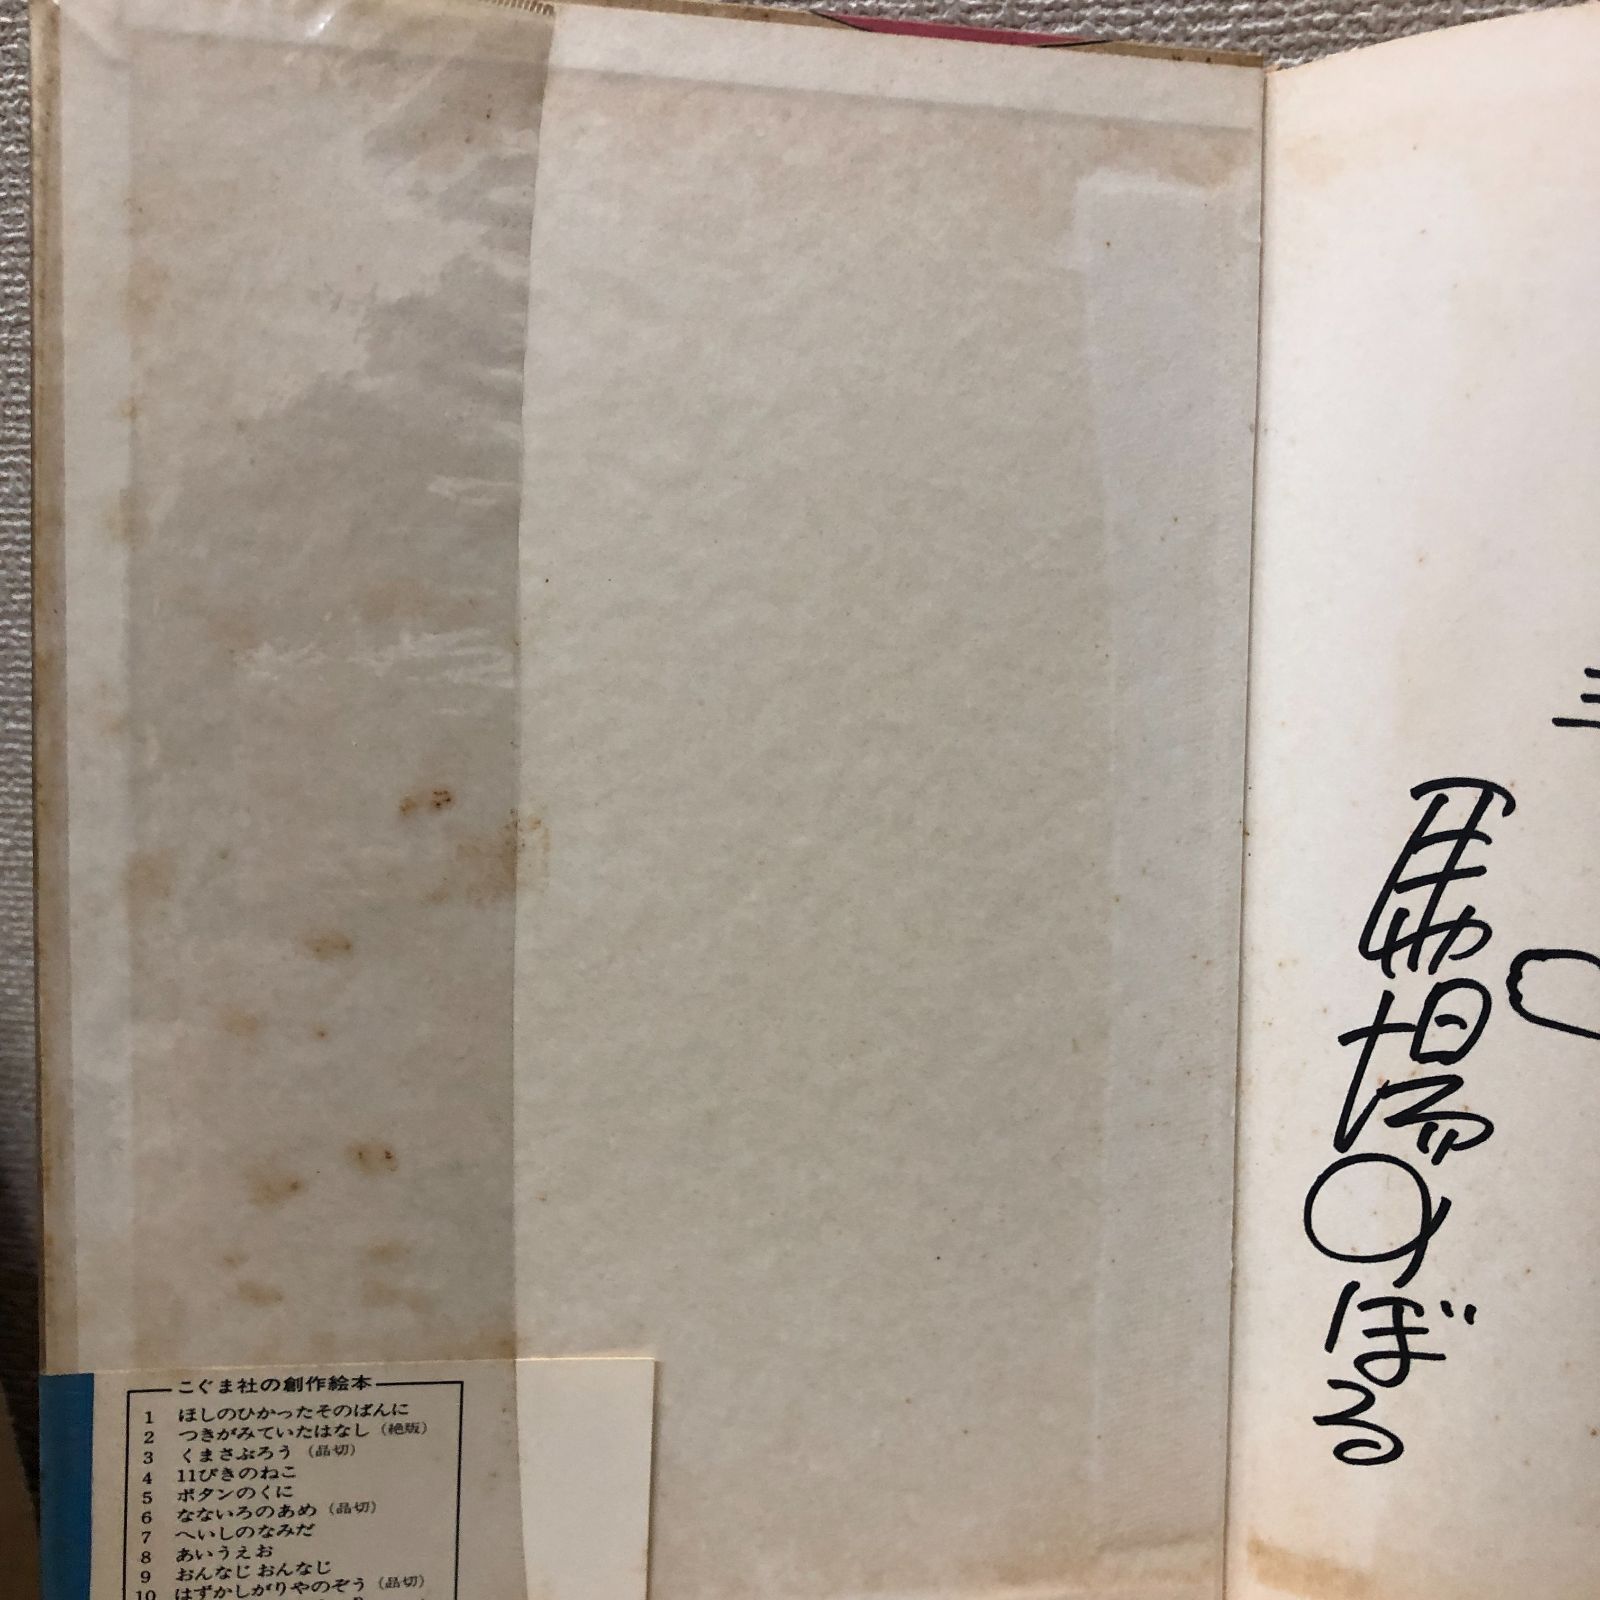 こぐま社の創作絵本
1 ほしのひかったそのばんに
2 つきがみていたはなし（絶版）
3 くまさぶろう（品切）
4 11ぴきのねこ
5 ボタンのくに
6 なないろのあめ（品切）
7 へいしのなみだ
8 あいうえお
9 おんなじ おんなじ
10 はずかしがりやのぞう（品切）
馬場のぼる